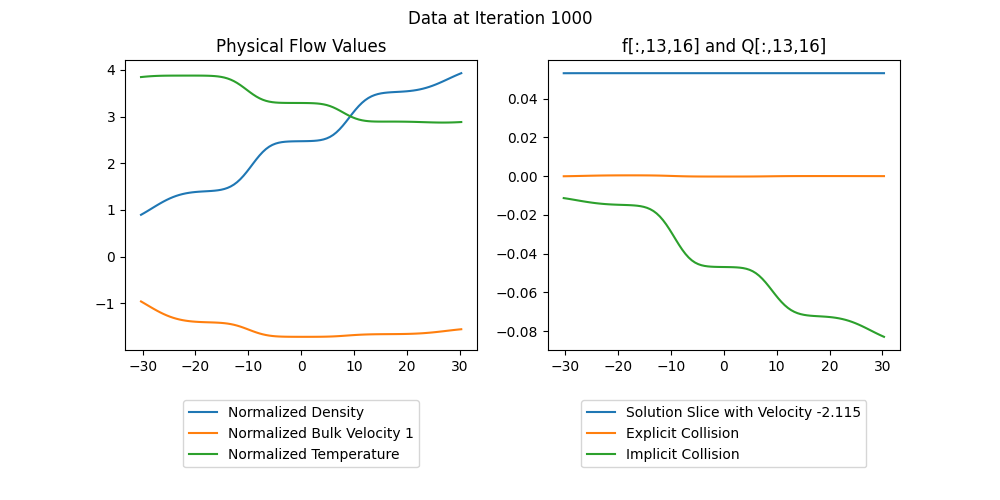 Data at Iteration 1000
Physical Flow Values
4
3
2
1
0
−1
−30 −20 −10 0 10 20 30
Normalized Density
Normalized Bulk Velocity 1
Normalized Temperature
f[:,13,16] and Q[:,13,16]
0.04
0.02
0.00
−0.02
−0.04
−0.06
−0.08
−30 −20 −10 0 10 20 30
Solution Slice with Velocity -2.115
Explicit Collision
Implicit Collision